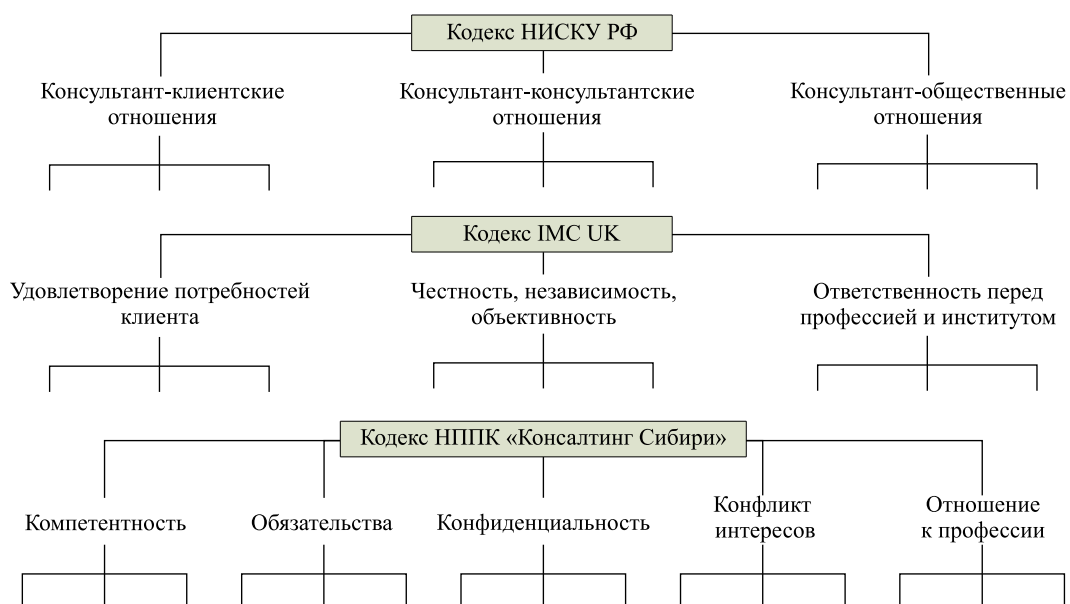 Кодекс НИСКУ РФ
Консультант-клиентские
отношения
Консультант-консультантские
отношения
Консультант-общественные
отношения
Кодекс IMC UK
Удовлетворение потребностей
клиента
Честность, независимость,
объективность
Ответственность перед
профессией и институтом
Кодекс НППК «Консалтинг Сибири»
Компетентность
Обязательства
Конфиденциальность
Конфликт
интересов
Отношение
к профессии